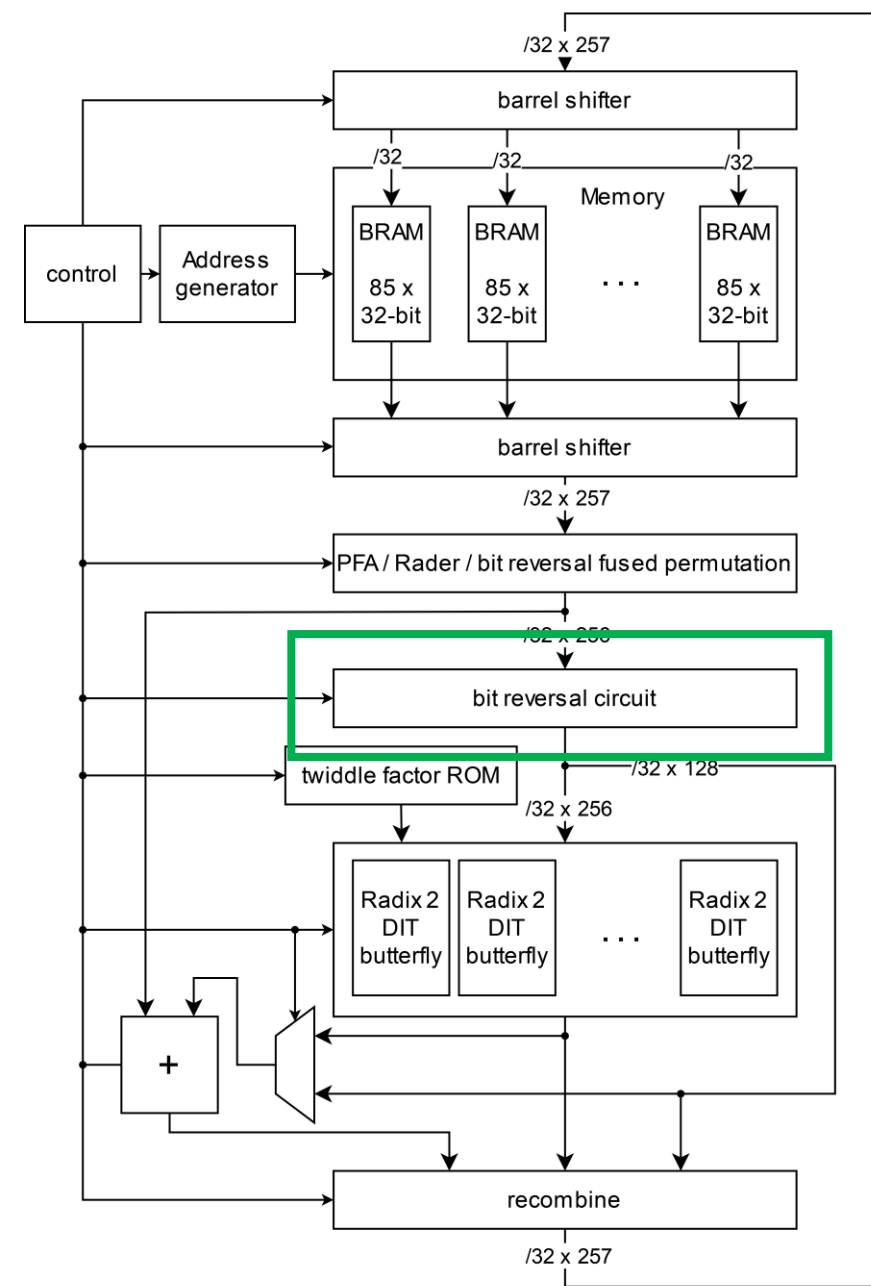 /32 x 257
barrel shifter
/32
/32
/32
Memory
BRAM
85 x
32-bit
BRAM
85 x
32-bit
. . .
BRAM
85 x
32-bit
control
Address
generator
barrel shifter
/32 x 257
PFA / Rader / bit reversal fused permutation
/32 x 256
bit reversal circuit
twiddle factor ROM
/32 x 128
/32 x 256
Radix 2
DIT
butterfly
Radix 2
DIT
butterfly
. . .
Radix 2
DIT
butterfly
+
recombine
/32 x 257